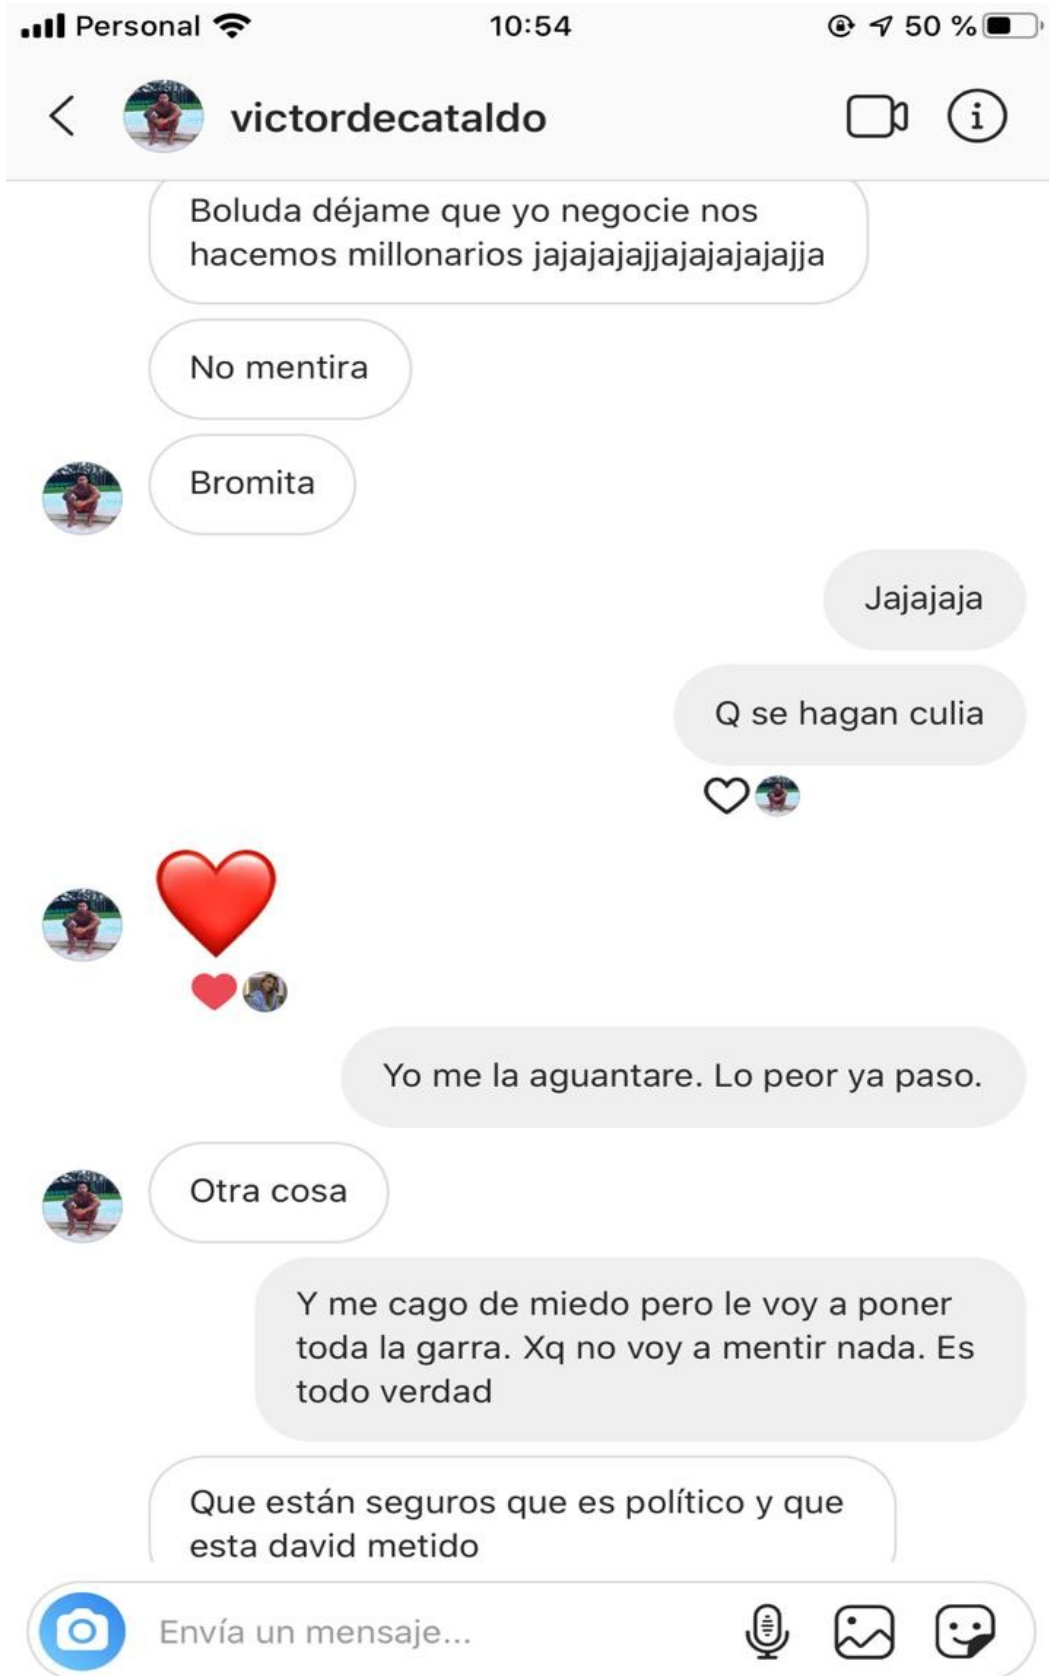 Personal 10:54 50 %
victordecataldo
Boluda déjame que yo negocie nos
hacemos millonarios jajajajajjajajajajajja
No mentira
Bromita
Jajajaja
Q se hagan culia
Yo me la aguantare. Lo peor ya paso.
Otra cosa
Y me cago de miedo pero le voy a poner
toda la garra. Xq no voy a mentir nada. Es
todo verdad
Que están seguros que es político y que
esta david metido
Envía un mensaje...